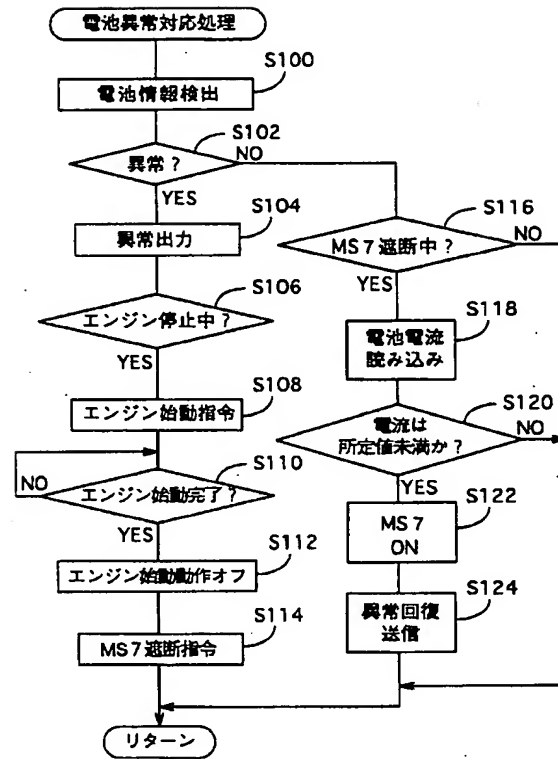 電池異常対応処理
S100
電池情報検出
S102
異常？
NO
YES
S104
異常出力
S106
エンジン停止中？
YES
S108
エンジン始動指令
S110
NO
エンジン始動完了？
YES
S112
エンジン始動動作オフ
S114
MS7遮断指令
リターン
S116
MS7遮断中？
NO
YES
S118
電池電流
読み込み
S120
電流は
所定値未満か？
NO
YES
S122
MS7
ON
S124
異常回復
送信